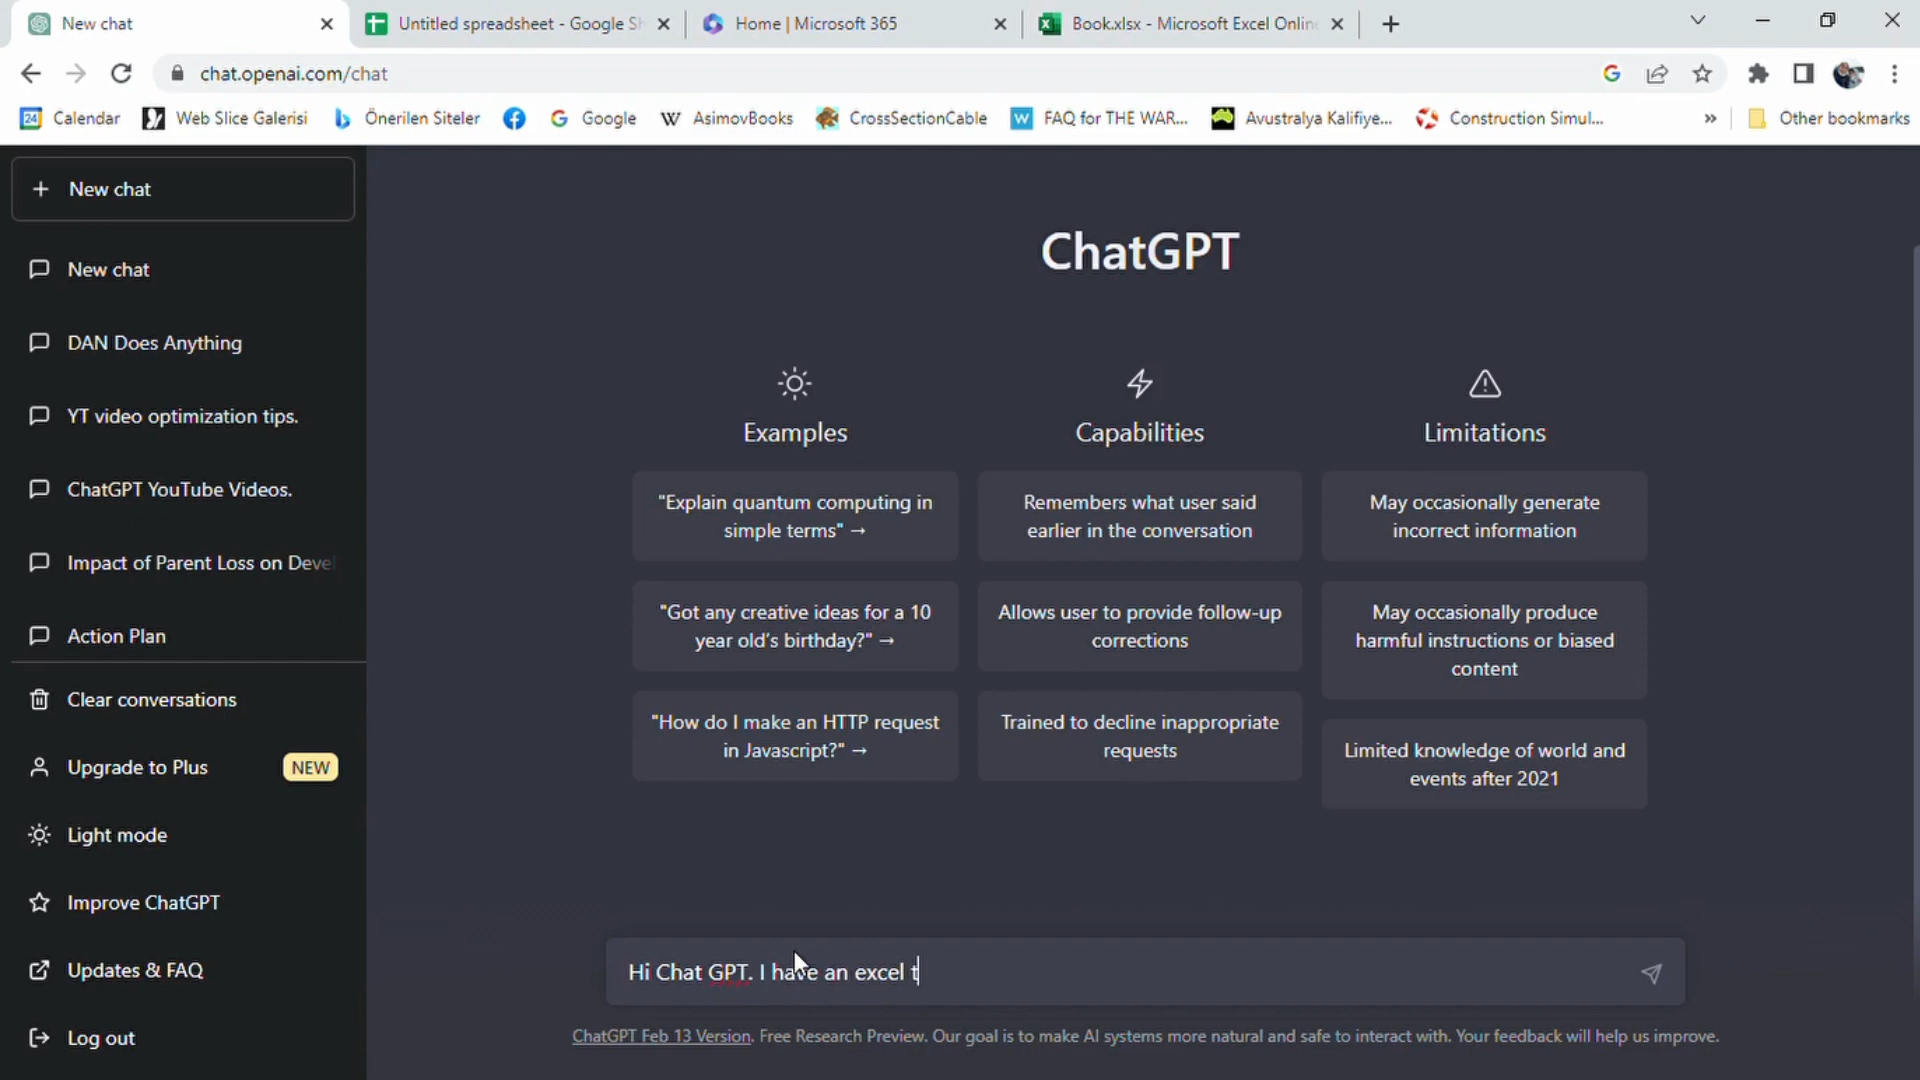 New chat
Untitled spreadsheet - Google Sh
Home | Microsoft 365
Book.xlsx - Microsoft Excel Online
chat.openai.com/chat
24 Calendar
Web Slice Galerisi
Önerilen Siteler
Google
W AsimovBooks
CrossSectionCable
W FAQ for THE WAR...
Avustralya Kalifiye...
Construction Simul...
»
Other bookmarks
+ New chat
New chat
DAN Does Anything
YT video optimization tips.
ChatGPT YouTube Videos.
Impact of Parent Loss on Deve
Action Plan
Clear conversations
Upgrade to Plus NEW
Light mode
Improve ChatGPT
Updates & FAQ
Log out
ChatGPT
Examples
"Explain quantum computing in
simple terms" →
"Got any creative ideas for a 10
year old's birthday?" →
"How do I make an HTTP request
in Javascript?" →
Capabilities
Remembers what user said
earlier in the conversation
Allows user to provide follow-up
corrections
Trained to decline inappropriate
requests
Limitations
May occasionally generate
incorrect information
May occasionally produce
harmful instructions or biased
content
Limited knowledge of world and
events after 2021
Hi Chat GPT. I have an excel t
ChatGPT Feb 13 Version. Free Research Preview. Our goal is to make AI systems more natural and safe to interact with. Your feedback will help us improve.